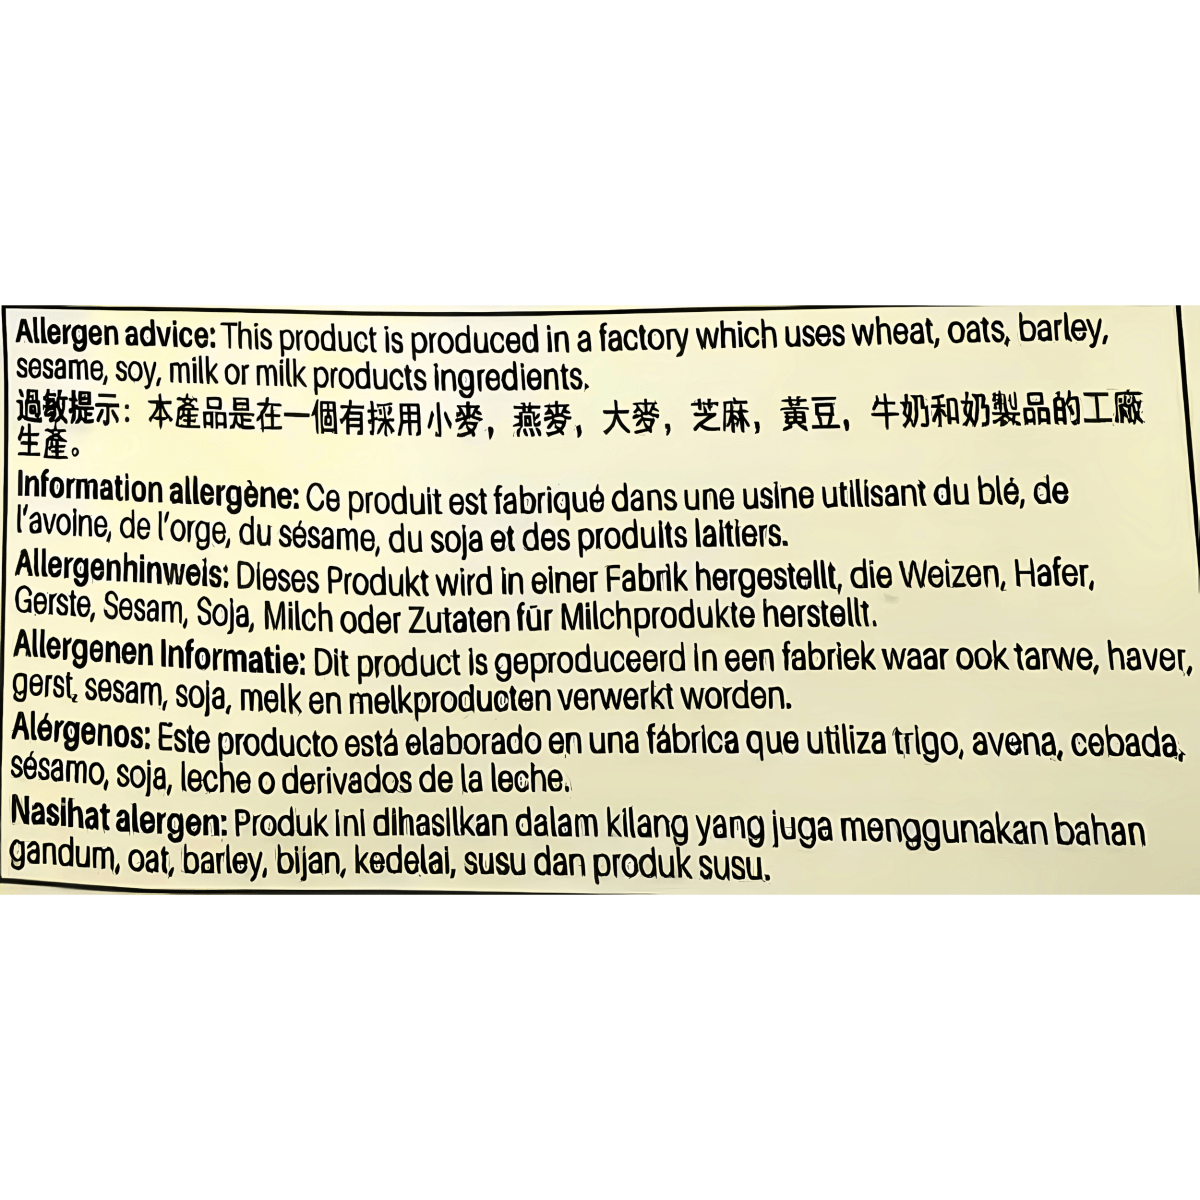 Allergen advice: This product is produced in a factory which uses wheat, oats, barley,
sesame, soy, milk or milk products ingredients.
過敏提示：本產品是在一個有採用小麥，燕麥，大麥，芝麻，黃豆，牛奶和奶製品的工廠
生產。
Information allergène: Ce produit est fabriqué dans une usine utilisant du blé, de
l'avoine, de l'orge, du sésame, du soja et des produits laitiers.
Allergenhinweis: Dieses Produkt wird in einer Fabrik hergestellt, die Weizen, Hafer,
Gerste, Sesam, Soja, Milch oder Zutaten für Milchprodukte herstellt.
Allergenen Informatie: Dit product is geproduceerd in een fabriek waar ook tarwe, haver,
gerst, sesam, soja, melk en melkproducten verwerkt worden.
Alérgenos: Este producto está elaborado en una fábrica que utiliza trigo, avena, cebada,
sésamo, soja, leche o derivados de la leche.
Nasihat alergen: Produk ini dihasilkan dalam kilang yang juga menggunakan bahan
gandum, oat, barley, bijan, kedelai, susu dan produk susu.